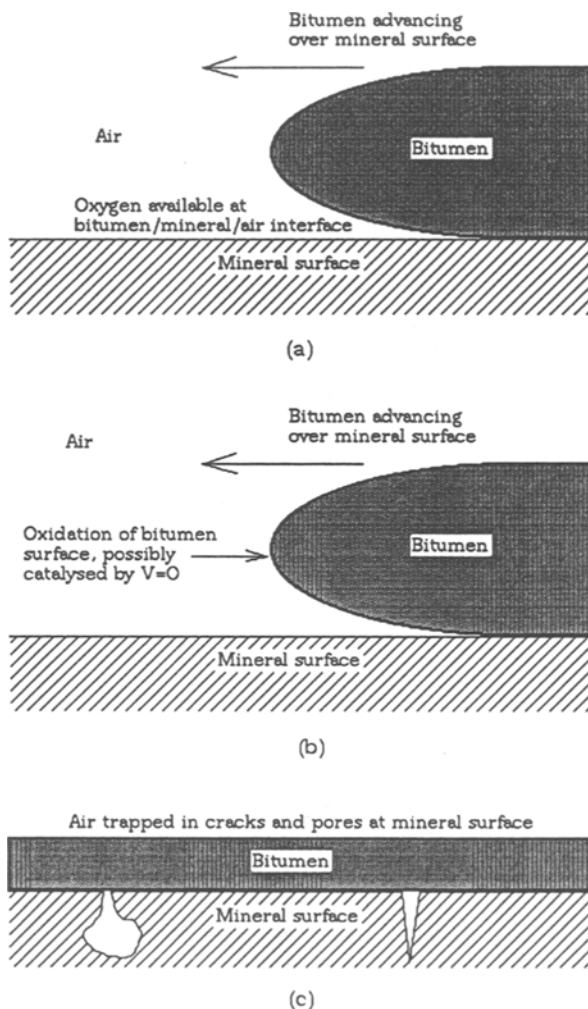 Bitumen advancing
over mineral surface
Air
Bitumen
Oxygen available at
bitumen/mineral/air interface
Mineral surface
(a)
Bitumen advancing
over mineral surface
Air
Oxidation of bitumen
surface, possibly
catalysed by V=O
Bitumen
Mineral surface
(b)
Air trapped in cracks and pores at mineral surface
Bitumen
Mineral surface
(c)